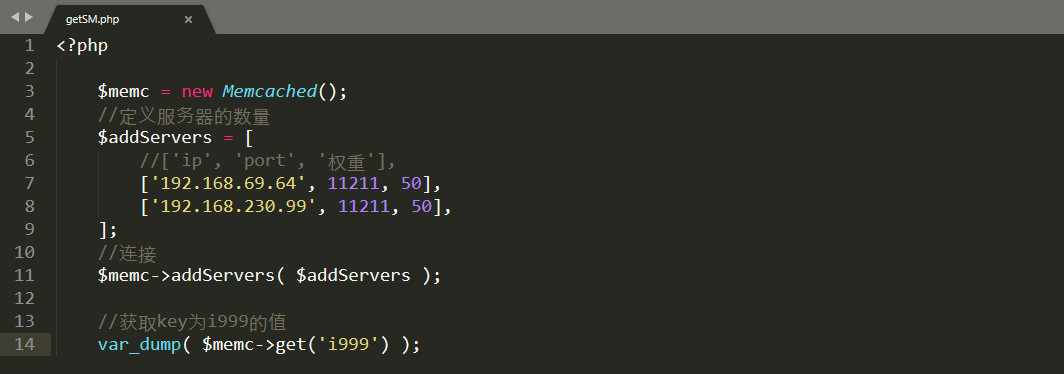 getSM.php
1 <?php
2
3 $memc = new Memcached();
4 //定义服务器的数量
5 $addServers = [
6 //['ip', 'port', '权重'],
7 ['192.168.69.64', 11211, 50],
8 ['192.168.230.99', 11211, 50],
9 ];
10 //连接
11 $memc->addServers( $addServers );
12
13 //获取key为i999的值
14 var_dump( $memc->get('i999') );